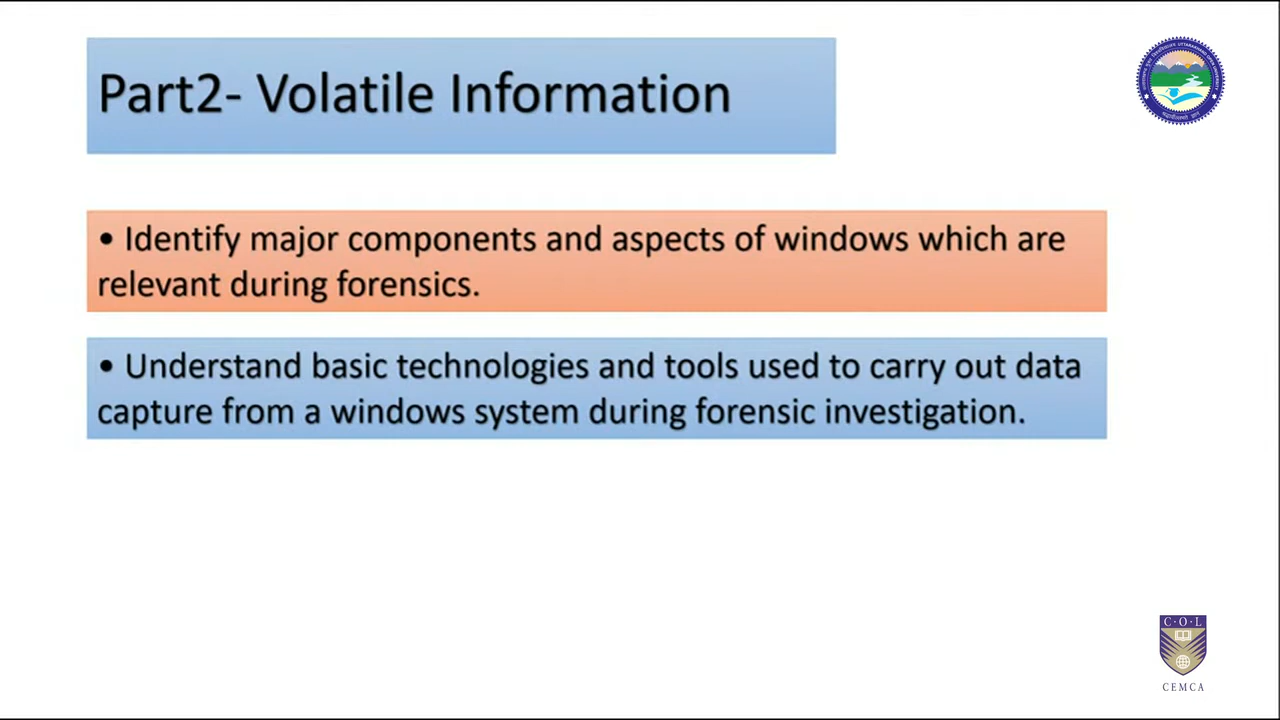 Part2- Volatile Information
• Identify major components and aspects of windows which are
relevant during forensics.
• Understand basic technologies and tools used to carry out data
capture from a windows system during forensic investigation.
C·O·L
CEMCA